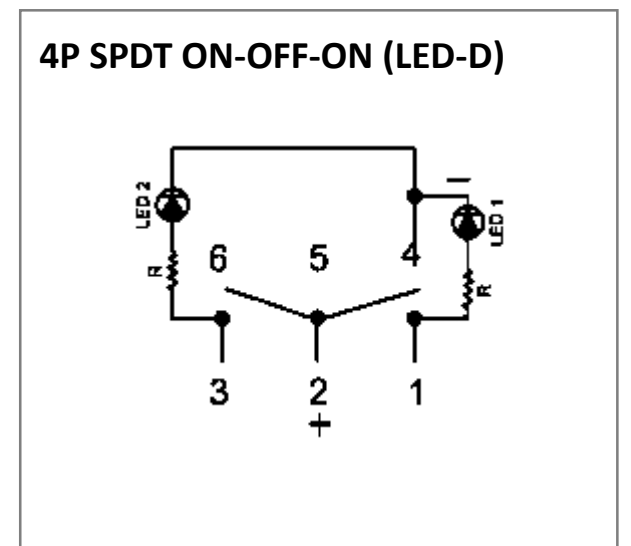 4P SPDT ON-OFF-ON (LED-D)
LED 2
−
LED 1
R
6 5 4
R
3 2 1
+